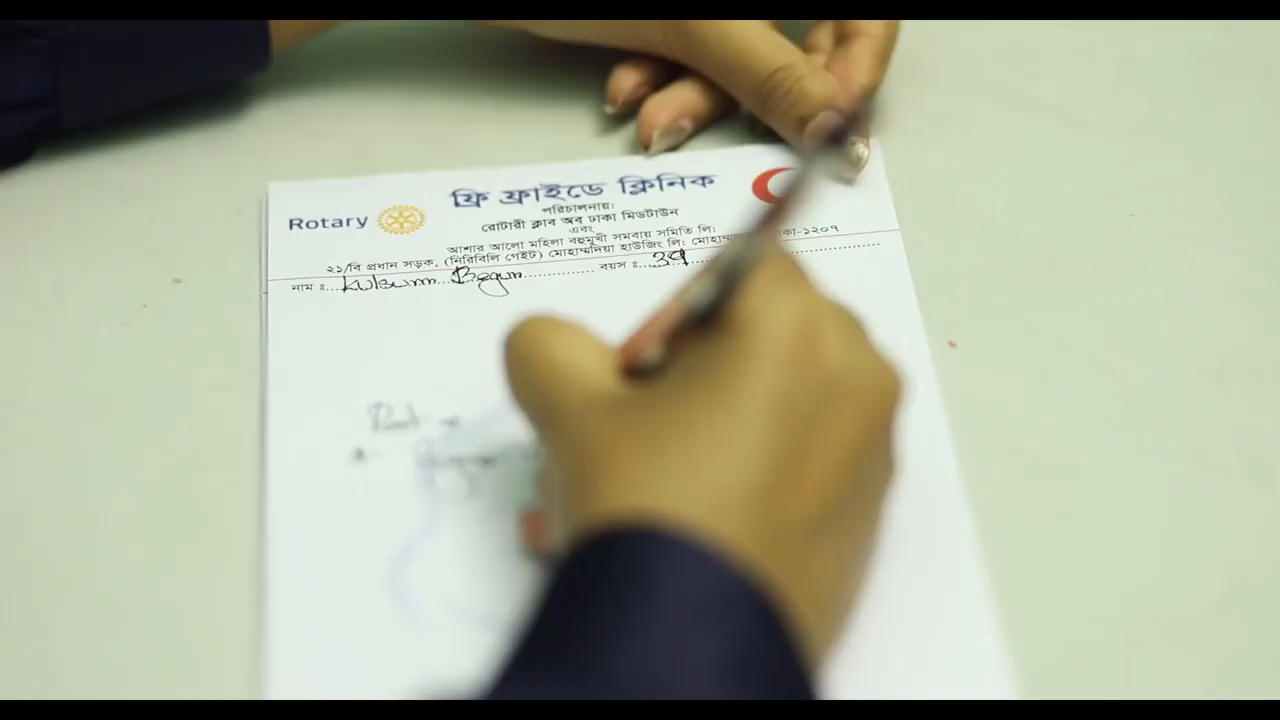 Rotary
ফ্রি ফ্রাইডে ক্লিনিক
পরিচালনায়:
রোটারী ক্লাব অব ঢাকা মিডটাউন
এবং
আশার আলো মহিলা বহুমুখী সমবায় সমিতি লি:
২১/বি প্রধান সড়ক, (নিরিবিলি গেইট) মোহাম্মদিয়া হাউজিং লি: -১২০৭
নাম ঃ... Kulsum Begum ... বয়স ঃ... 39